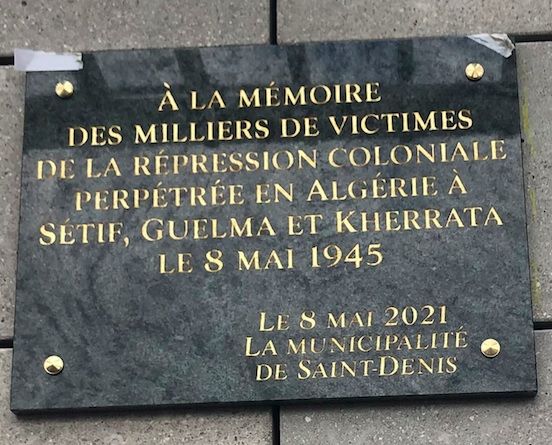 À LA MÉMOIRE
DES MILLIERS DE VICTIMES
DE LA RÉPRESSION COLONIALE
PERPÉTRÉE EN ALGÉRIE À
SÉTIF, GUELMA ET KHERRATA
LE 8 MAI 1945
LE 8 MAI 2021
LA MUNICIPALITÉ
DE SAINT-DENIS